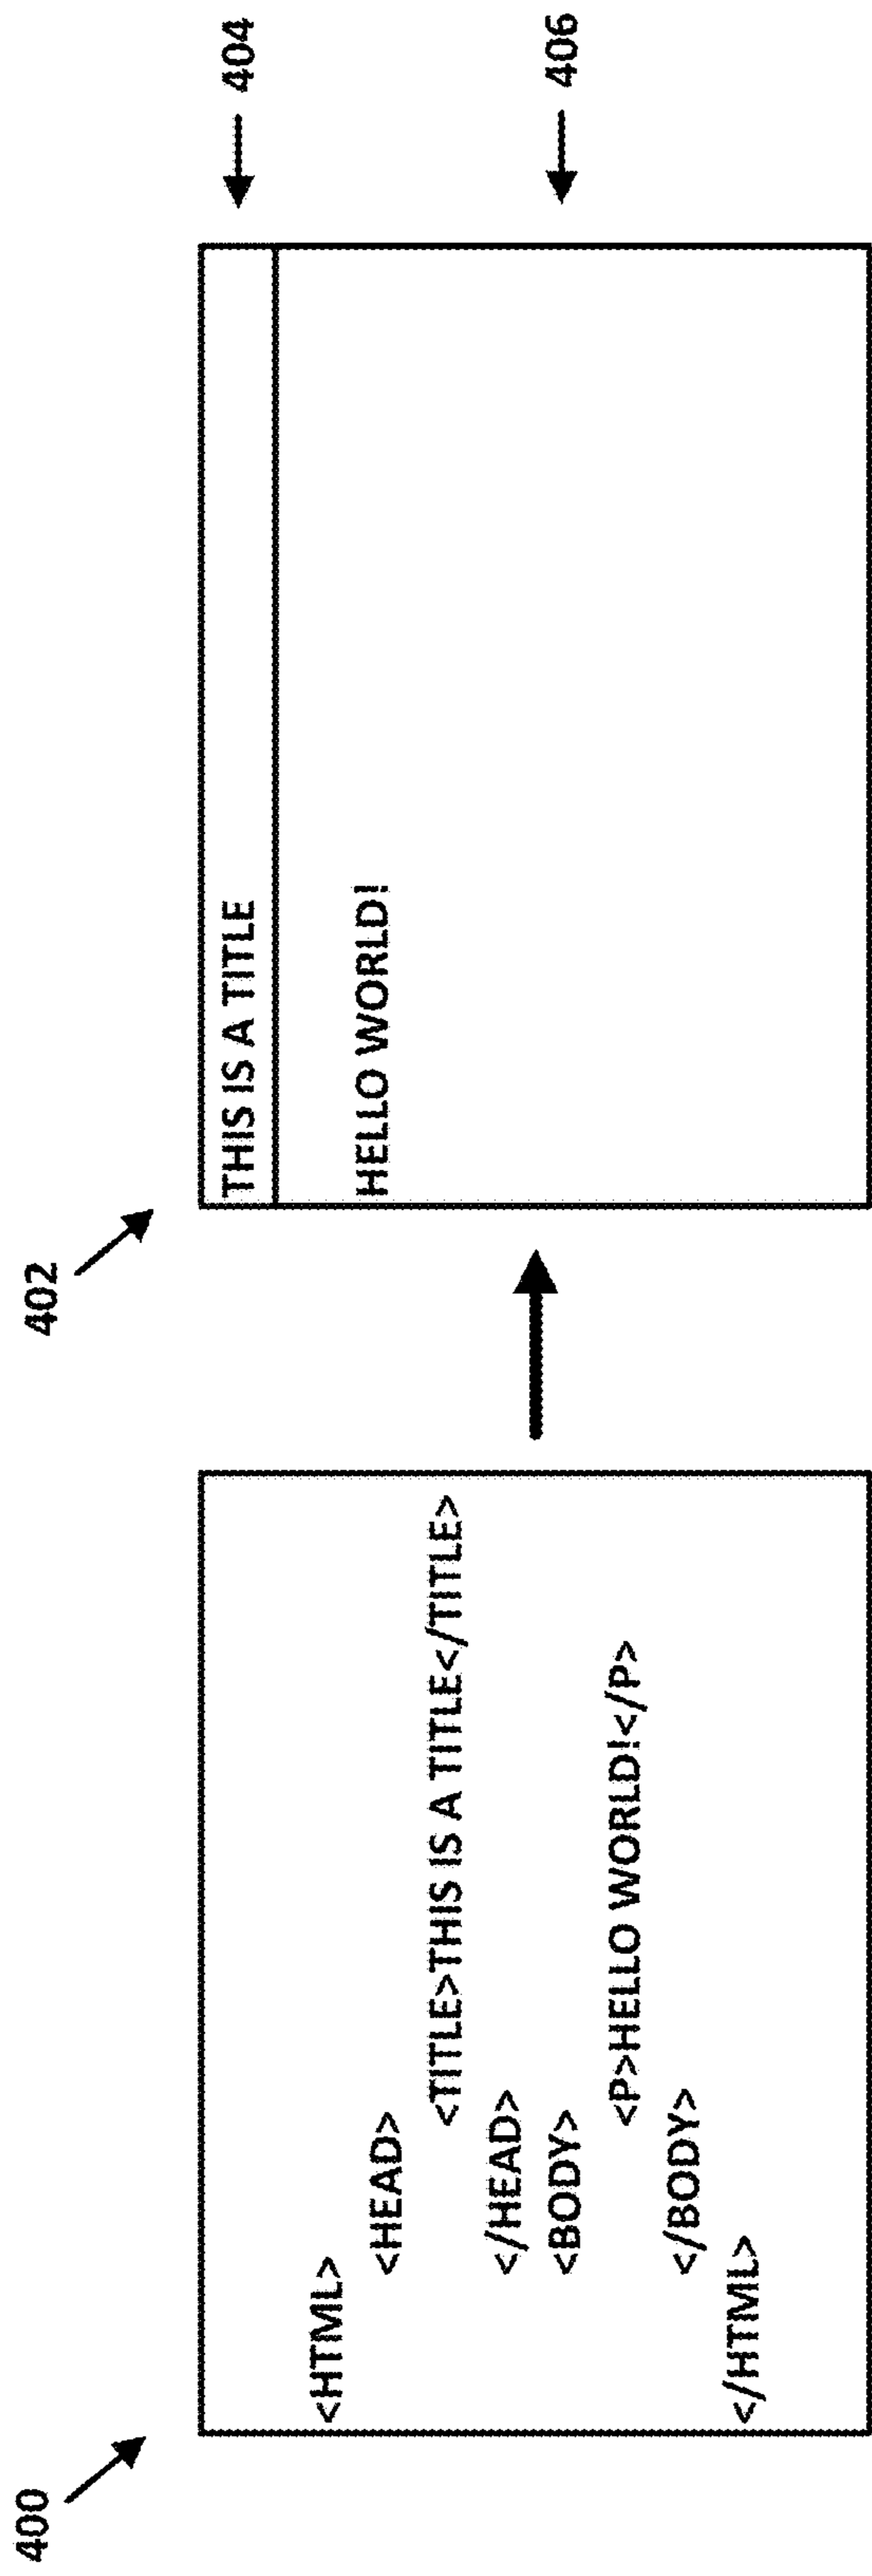 400
<HTML>
<HEAD>
<TITLE>THIS IS A TITLE</TITLE>
</HEAD>
<BODY>
<P>HELLO WORLD!</P>
</BODY>
</HTML>
402
THIS IS A TITLE
HELLO WORLD!
404
406